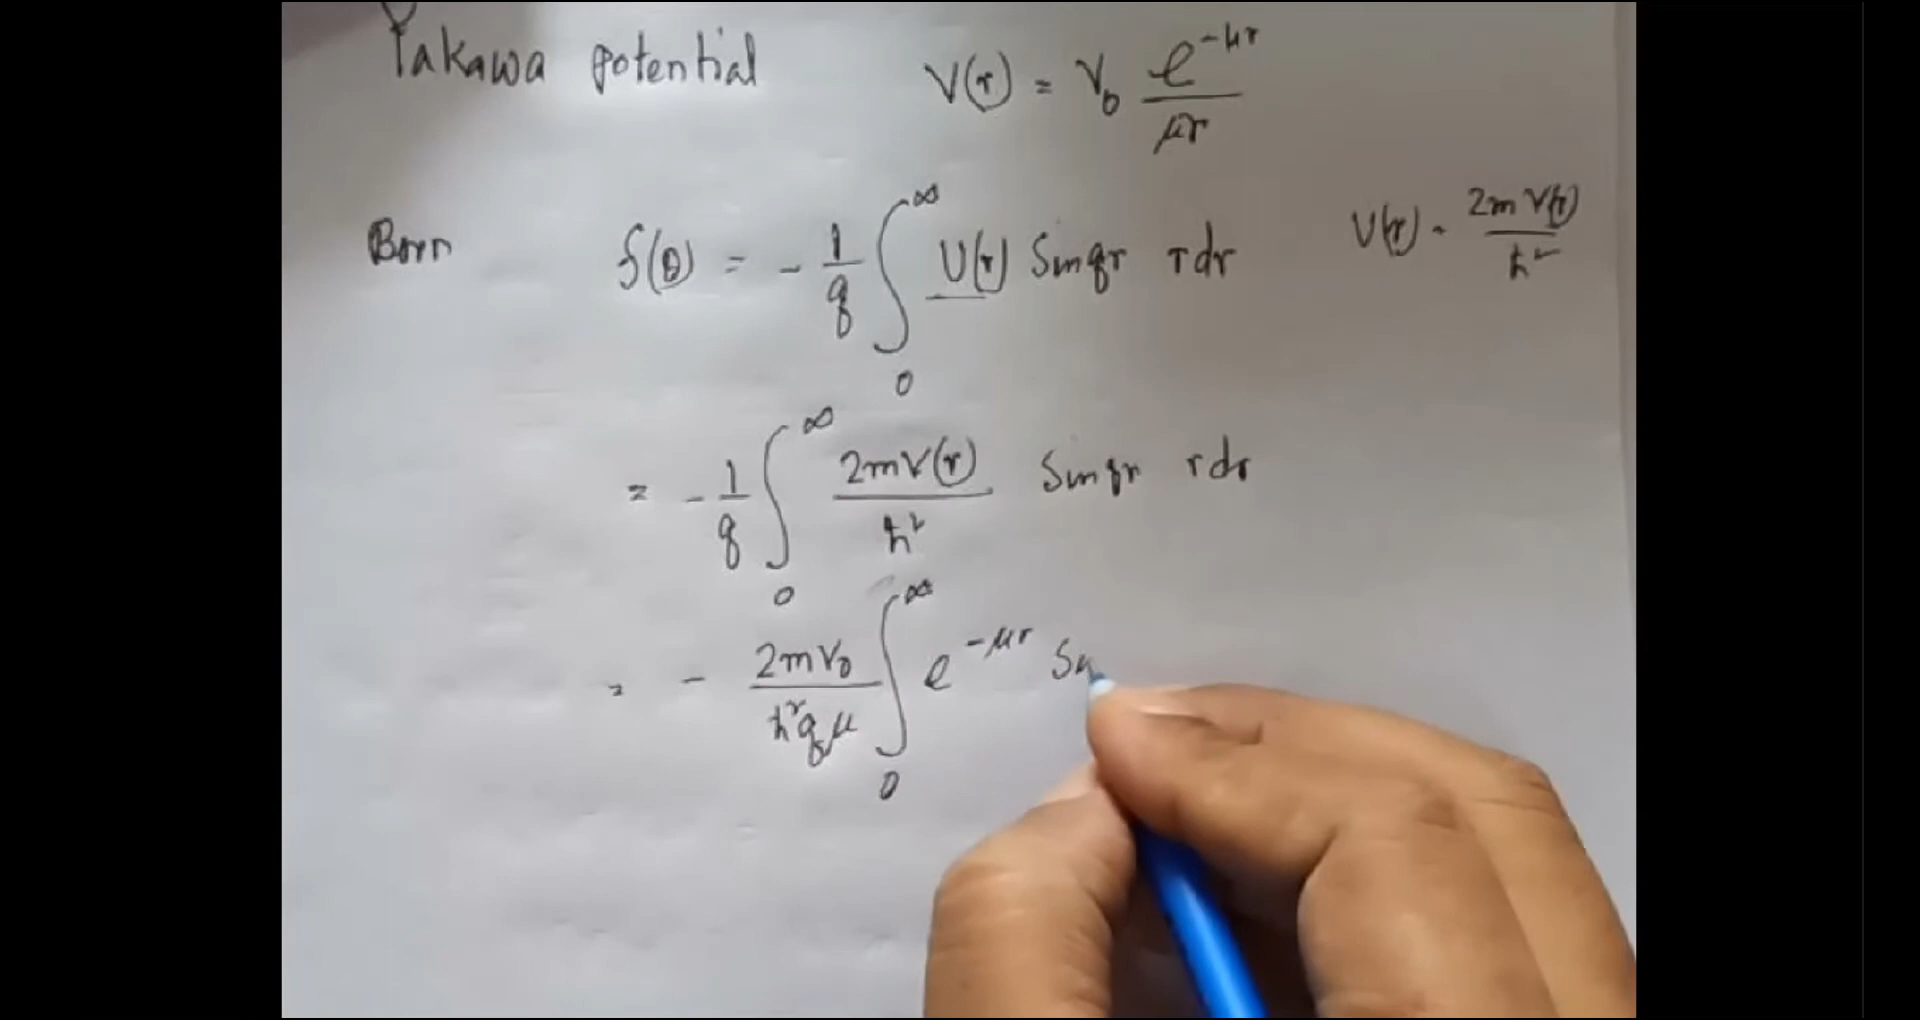 Yakawa potential V(r) = V₀ e^{-μr} / μr
Born f(θ) = - 1/q ∫₀^∞ U(r) Sinqr rdr U(r) = 2mV(r) / ħ²
= - 1/q ∫₀^∞ 2mV(r) / ħ² Sinqr rdr
= - 2mV₀ / ħ²qμ ∫₀^∞ e^{-μr} Sin